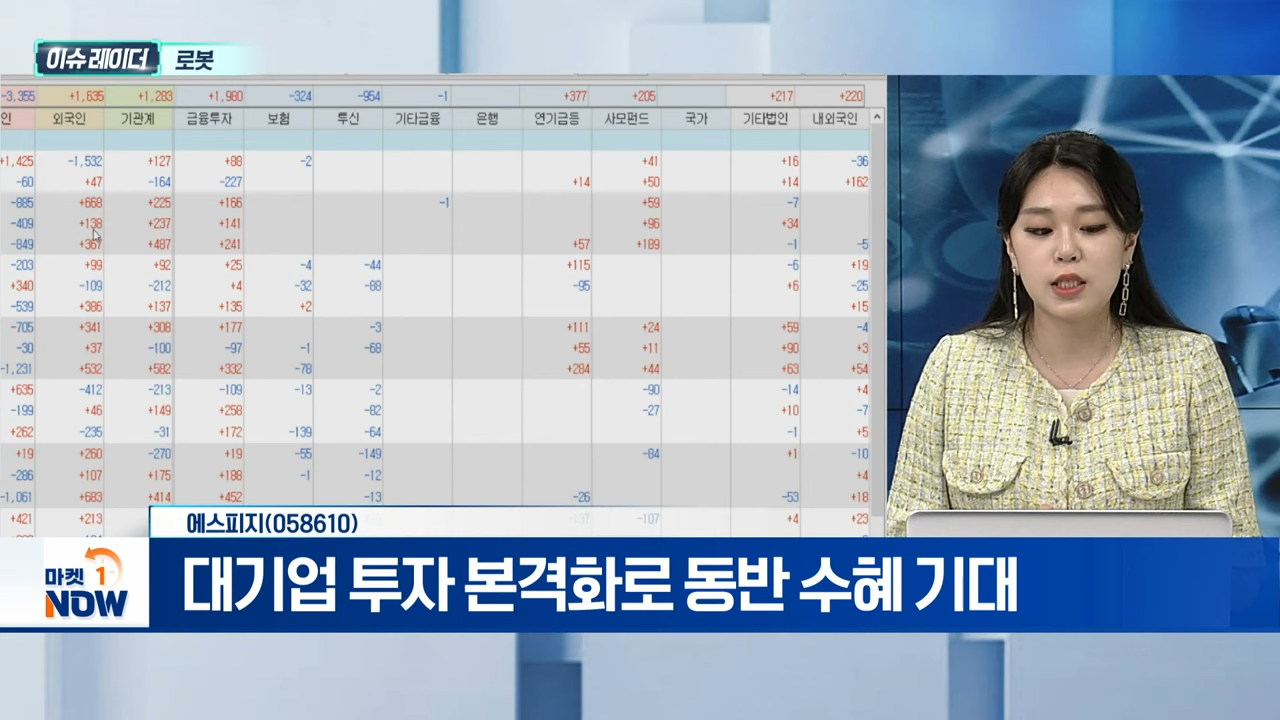 이슈 레이더 로봇
-3,355 +1,635 +1,283 +1,980 -324 -954 -1 +377 +205 +217 +220
인 외국인 기관계 금융투자 보험 투신 기타금융 은행 연기금등 사모펀드 국가 기타법인 내외국인
+1,425 -1,532 +127 +88 -2 +41 +16 -36
-60 +47 -164 -227 +14 +50 +14 +162
-885 +668 +225 +166 -1 +59 -7
-409 +138 +237 +141 +96 +34
-849 +367 +487 +241 +57 +189 -1 -5
-203 +99 +92 +25 -4 -44 +115 -6 +19
+340 -109 -212 +4 -32 -88 -95 +6 -25
-539 +386 +137 +135 +2 +15
-705 +341 +308 +177 -3 +111 +24 +59 -4
-30 +37 -100 -97 -1 -68 +55 +11 +90 +3
-1,231 +532 +582 +332 -78 +284 +44 +63 +54
+635 -412 -213 -109 -13 -2 -90 -14 +4
-199 +46 +149 +258 -82 -27 +10 -7
+262 -235 -31 +172 -139 -64 -1 +5
+19 +260 -270 +19 -55 -149 -84 +1 -10
-286 +107 +175 +188 -1 -12 +4
-1,061 +683 +414 +452 -13 -26 -53 +18
+421 +213 -107 +4 +23
에스피지(058610)
마켓 1
NOW
대기업 투자 본격화로 동반 수혜 기대